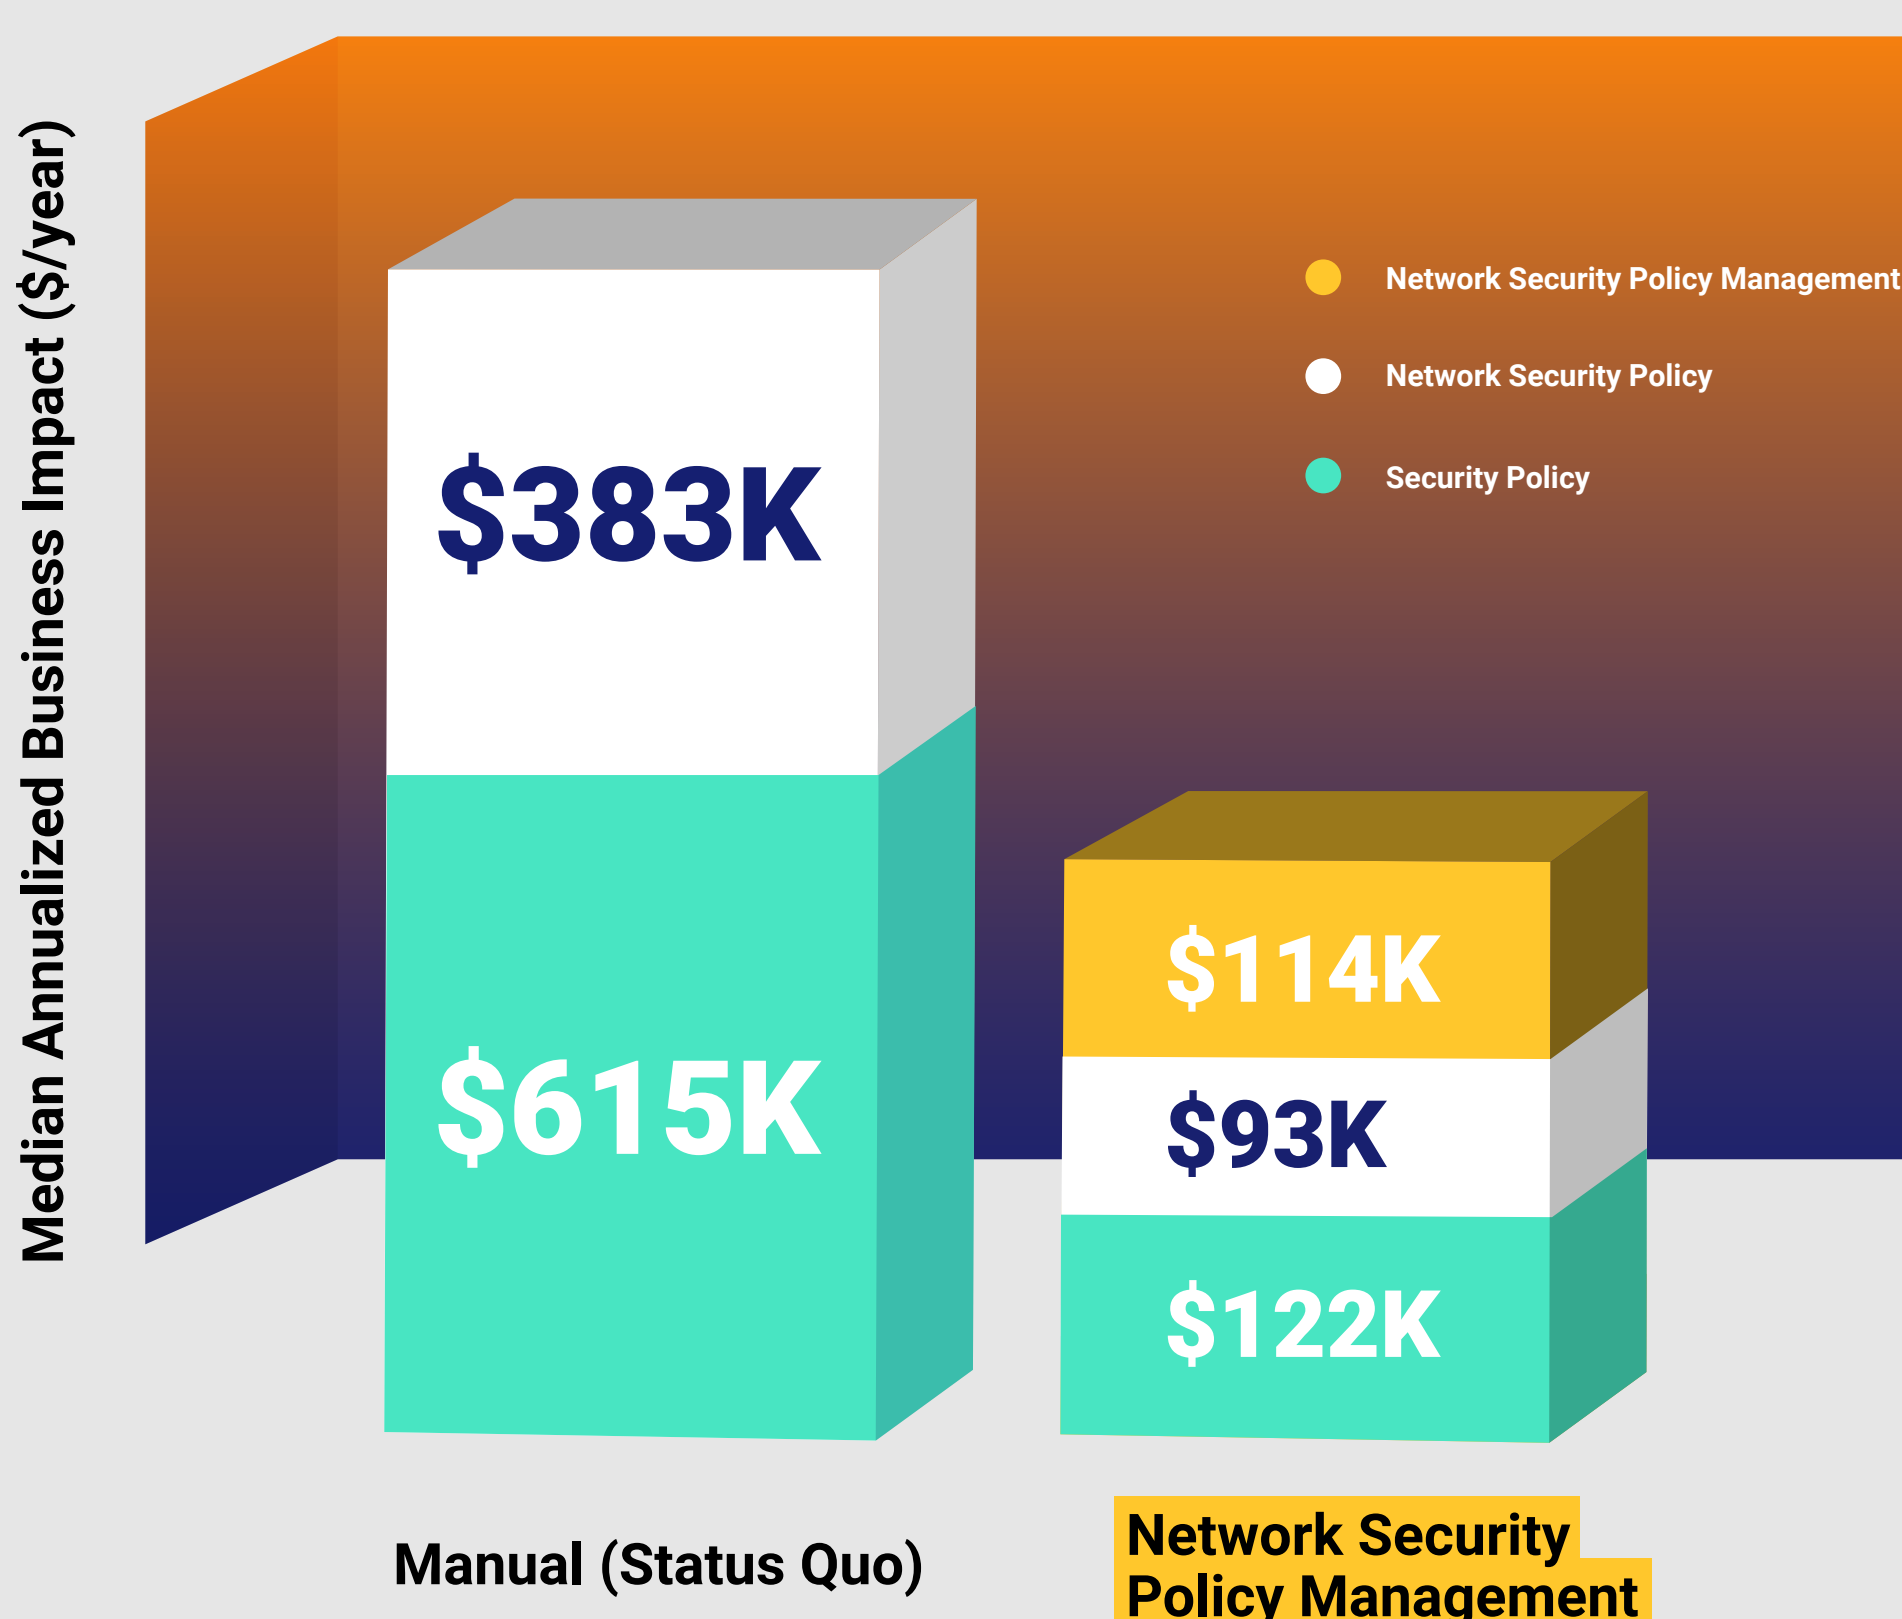 Median Annualized Business Impact ($/year)
Network Security Policy Management
Network Security Policy
Security Policy
$383K
$615K
$114K
$93K
$122K
Manual (Status Quo)
Network Security
Policy Management